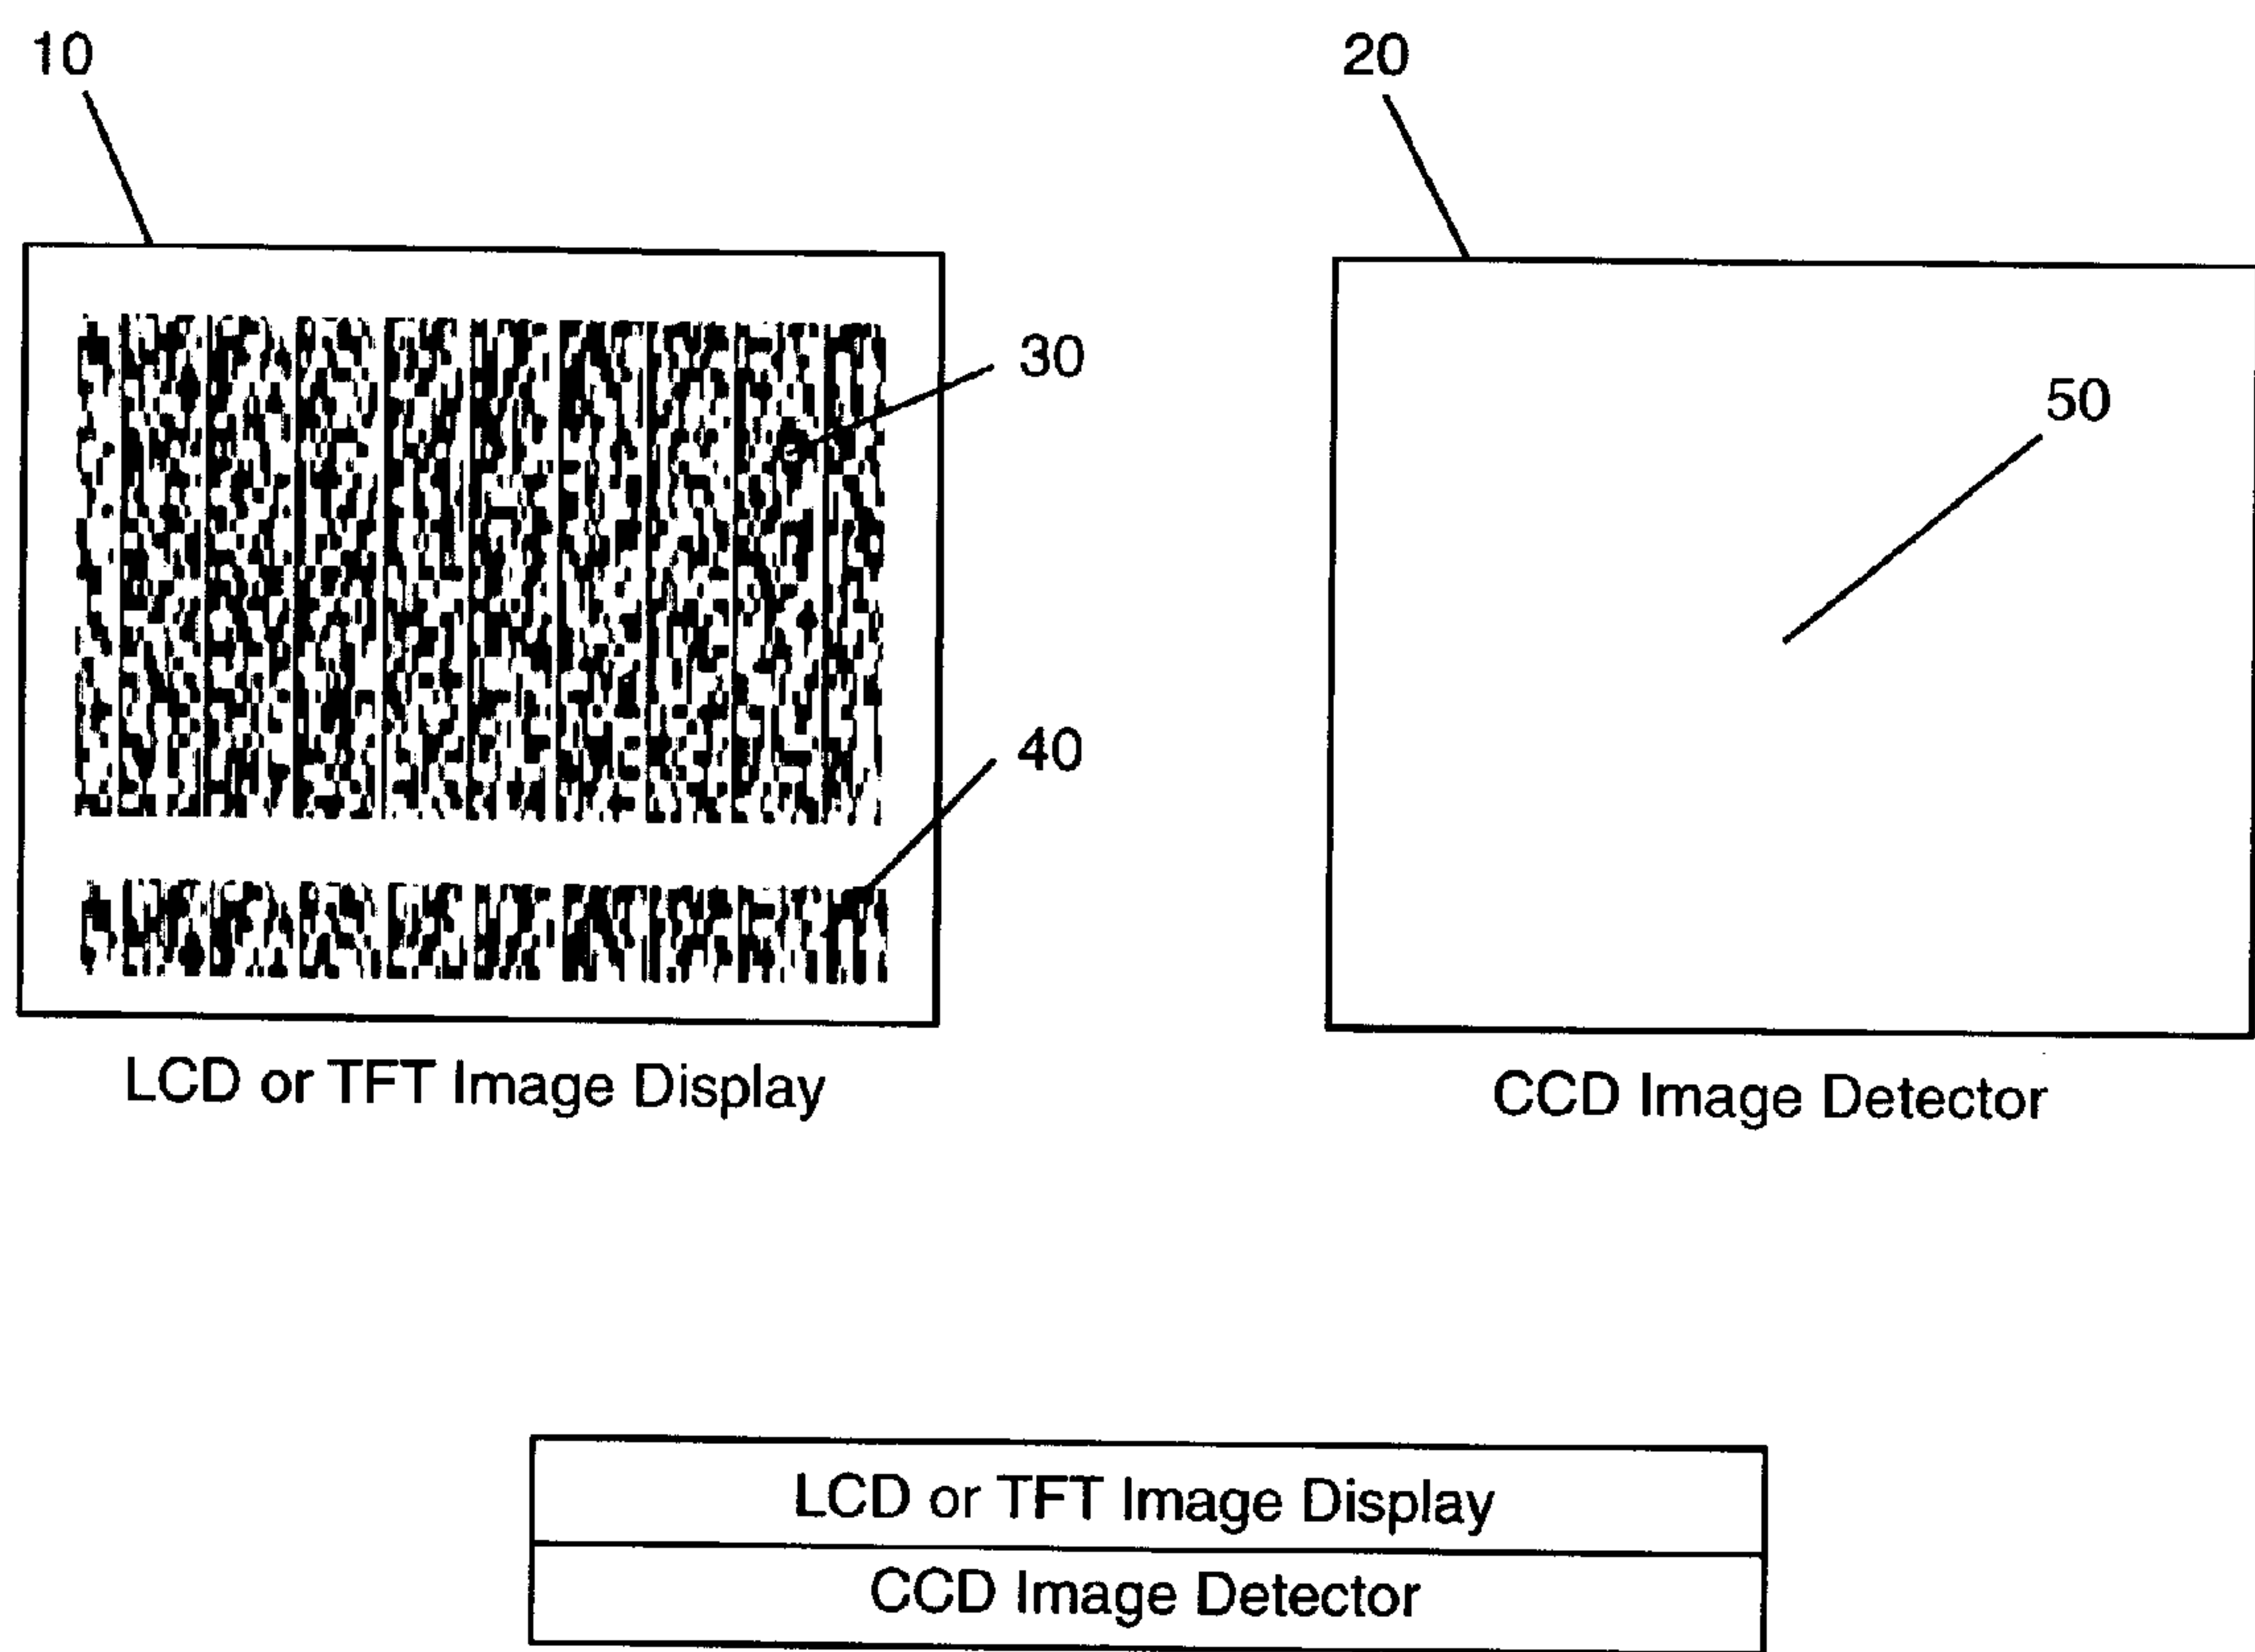 10
20
30
50
40
LCD or TFT Image Display
CCD Image Detector
LCD or TFT Image Display
CCD Image Detector